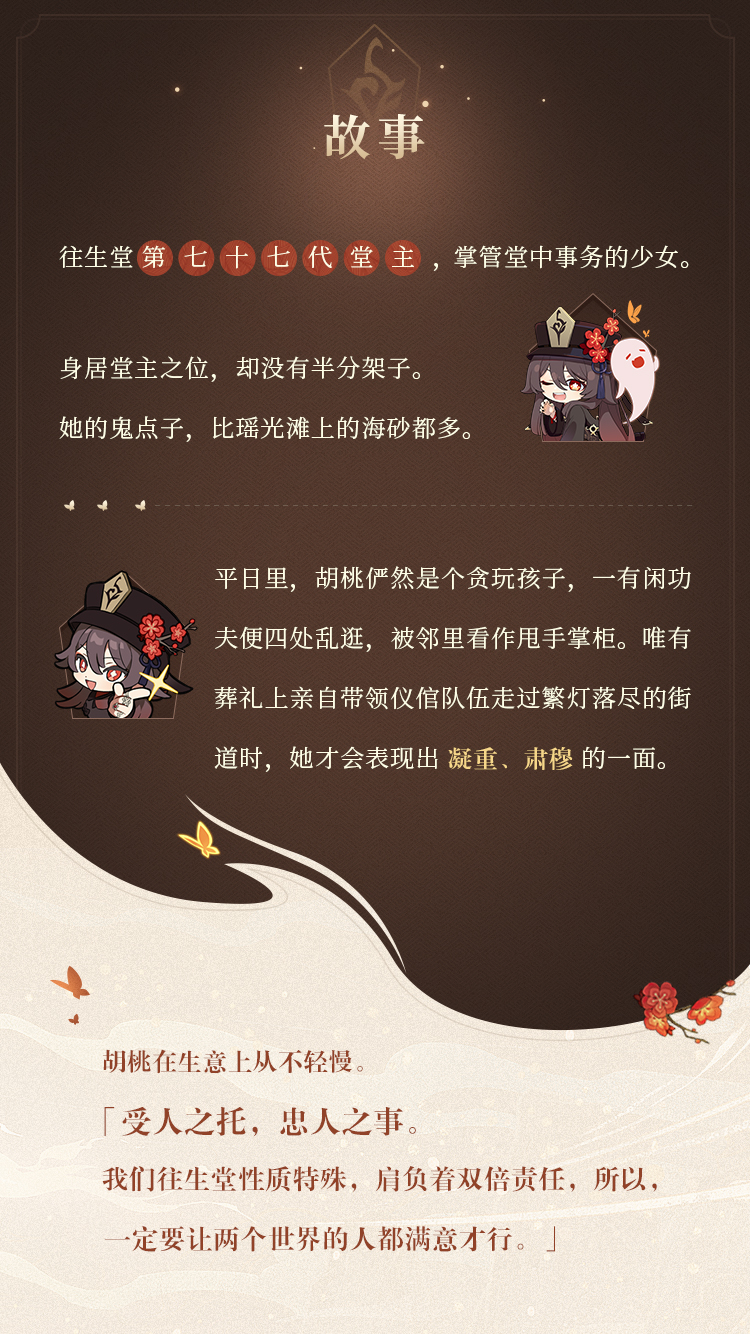 故事
往生堂第七十七代堂主，掌管堂中事务的少女。
身居堂主之位，却没有半分架子。
她的鬼点子，比瑶光滩上的海砂都多。
平日里，胡桃俨然是个贪玩孩子，一有闲功
夫便四处乱逛，被邻里看作甩手掌柜。唯有
葬礼上亲自带领仪倌队伍走过繁灯落尽的街
道时，她才会表现出凝重、肃穆的一面。
胡桃在生意上从不轻慢。
「受人之托，忠人之事。
我们往生堂性质特殊，肩负着双倍责任，所以，
一定要让两个世界的人都满意才行。」